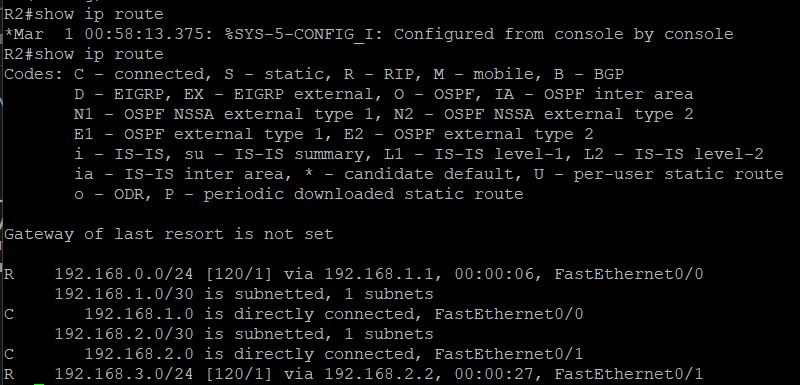 R2#show ip route
*Mar  1 00:58:13.375: %SYS-5-CONFIG_I: Configured from console by console
R2#show ip route
Codes: C - connected, S - static, R - RIP, M - mobile, B - BGP
       D - EIGRP, EX - EIGRP external, O - OSPF, IA - OSPF inter area
       N1 - OSPF NSSA external type 1, N2 - OSPF NSSA external type 2
       E1 - OSPF external type 1, E2 - OSPF external type 2
       i - IS-IS, su - IS-IS summary, L1 - IS-IS level-1, L2 - IS-IS level-2
       ia - IS-IS inter area, * - candidate default, U - per-user static route
       o - ODR, P - periodic downloaded static route

Gateway of last resort is not set

R    192.168.0.0/24 [120/1] via 192.168.1.1, 00:00:06, FastEthernet0/0
     192.168.1.0/30 is subnetted, 1 subnets
C       192.168.1.0 is directly connected, FastEthernet0/0
     192.168.2.0/30 is subnetted, 1 subnets
C       192.168.2.0 is directly connected, FastEthernet0/1
R    192.168.3.0/24 [120/1] via 192.168.2.2, 00:00:27, FastEthernet0/1